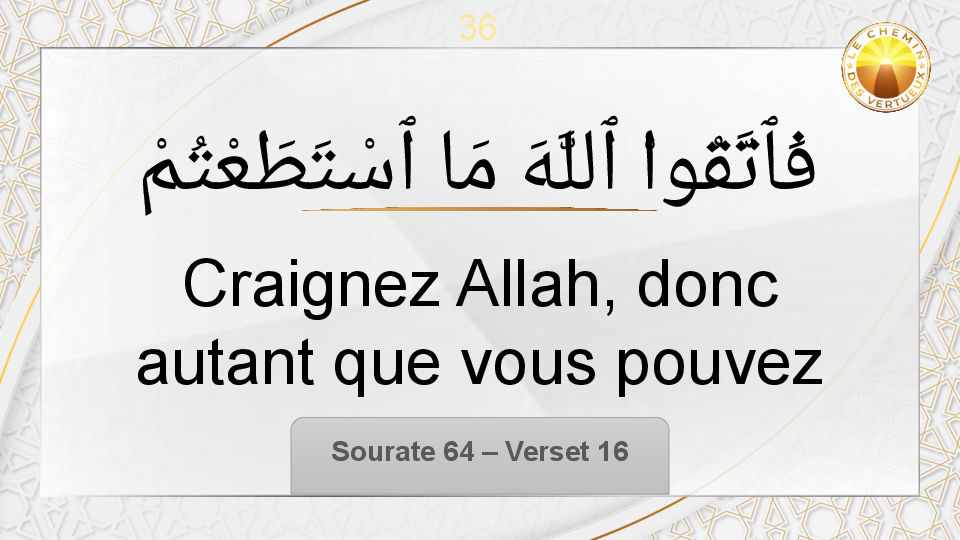 36
LE CHEMIN
DES VERTUEUX
فَٱتَّقُوا۟ ٱللَّهَ مَا ٱسْتَطَعْتُمْ
Craignez Allah, donc
autant que vous pouvez
Sourate 64 – Verset 16